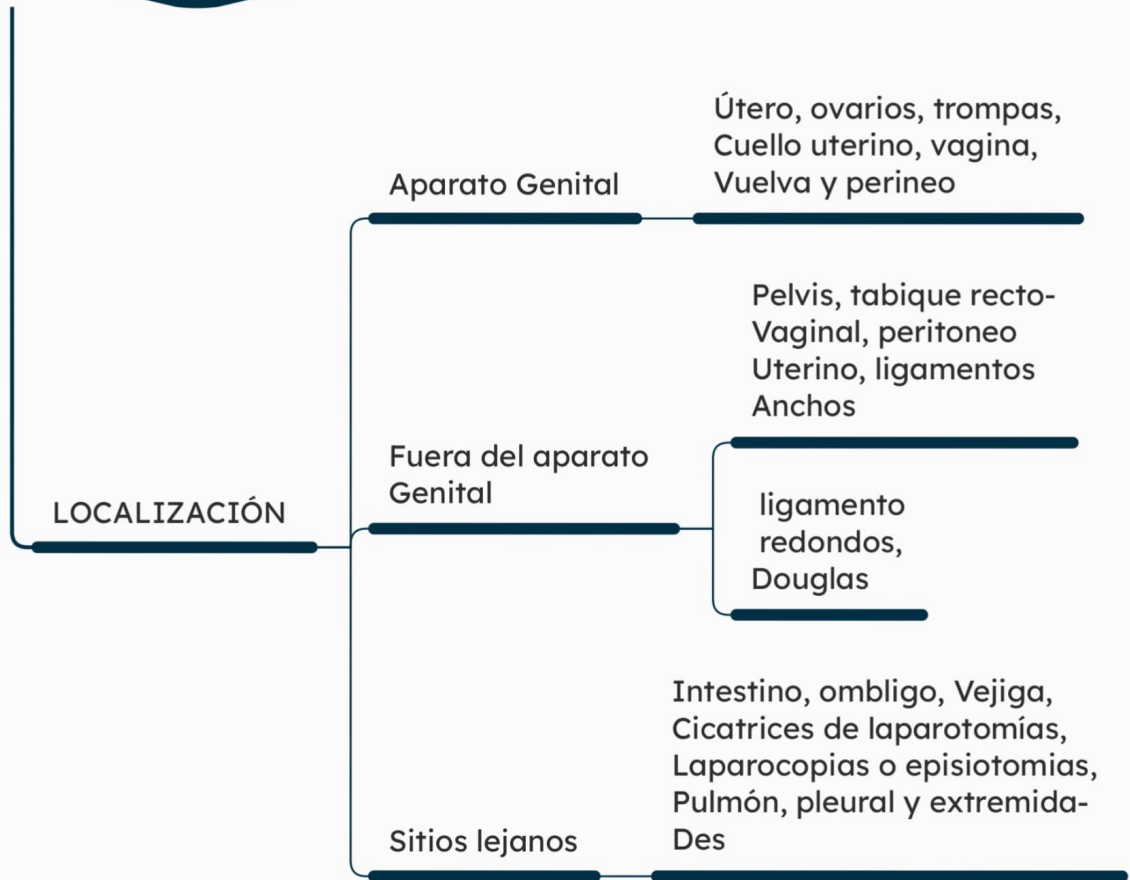 LOCALIZACIÓN
Aparato Genital
Útero, ovarios, trompas,
Cuello uterino, vagina,
Vuelva y perineo
Fuera del aparato
Genital
Pelvis, tabique recto-
Vaginal, peritoneo
Uterino, ligamentos
Anchos
ligamento
redondos,
Douglas
Sitios lejanos
Intestino, ombligo, Vejiga,
Cicatrices de laparotomías,
Laparocopias o episiotomias,
Pulmón, pleural y extremida-
Des